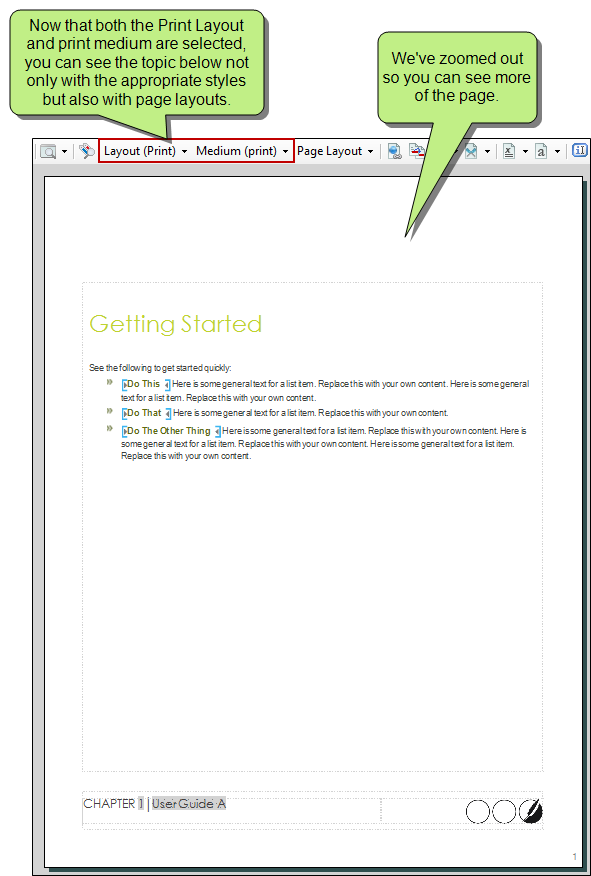 Now that both the Print Layout
and print medium are selected,
you can see the topic below not
only with the appropriate styles
but also with page layouts.
We've zoomed out
so you can see more
of the page.
Layout (Print) Medium (print) Page Layout
Getting Started
See the following to get started quickly:
» Do This Here is some general text for a list item. Replace this with your own content. Here is some general
text for a list item. Replace this with your own content.
» Do That Here is some general text for a list item. Replace this with your own content.
» Do The Other Thing Here is some general text for a list item. Replace this with your own content. Here is
some general text for a list item. Replace this with your own content. Here is some general text for a list item.
Replace this with your own content.
CHAPTER 1 | User Guide A
1